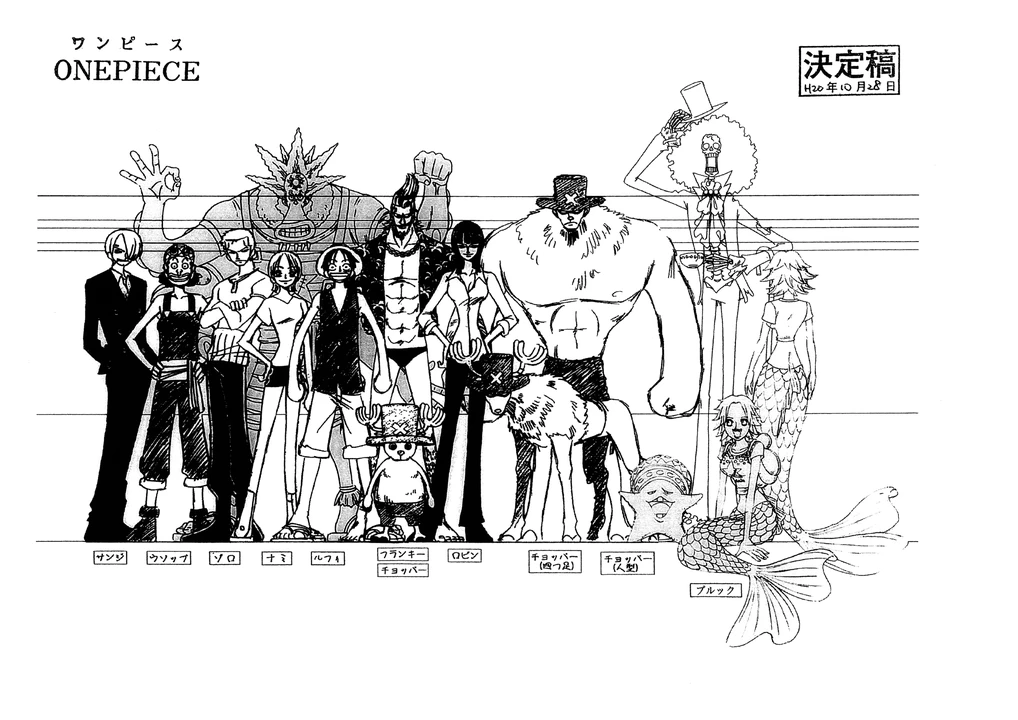 ワンピース
ONEPIECE
決定稿
H20年10月28日
サンジ
ウソップ
ゾロ
ナミ
ルフィ
フランキー
チョッパー
ロビン
チョッパー
(四つ足)
チョッパー
(人型)
ブルック